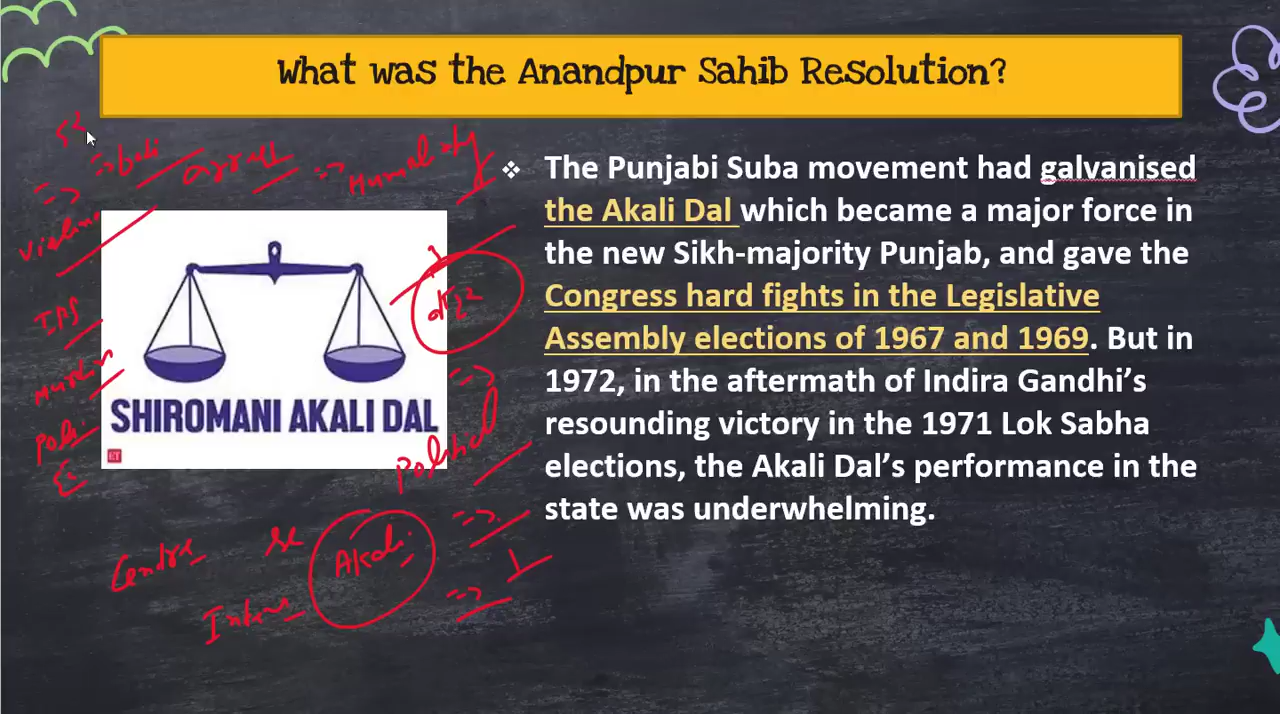 What was the Anandpur Sahib Resolution?
❖ The Punjabi Suba movement had galvanised
the Akali Dal which became a major force in
the new Sikh-majority Punjab, and gave the
Congress hard fights in the Legislative
Assembly elections of 1967 and 1969. But in
1972, in the aftermath of Indira Gandhi's
resounding victory in the 1971 Lok Sabha
elections, the Akali Dal's performance in the
state was underwhelming.
SHIROMANI AKALI DAL
ET
political
Centre
Akali